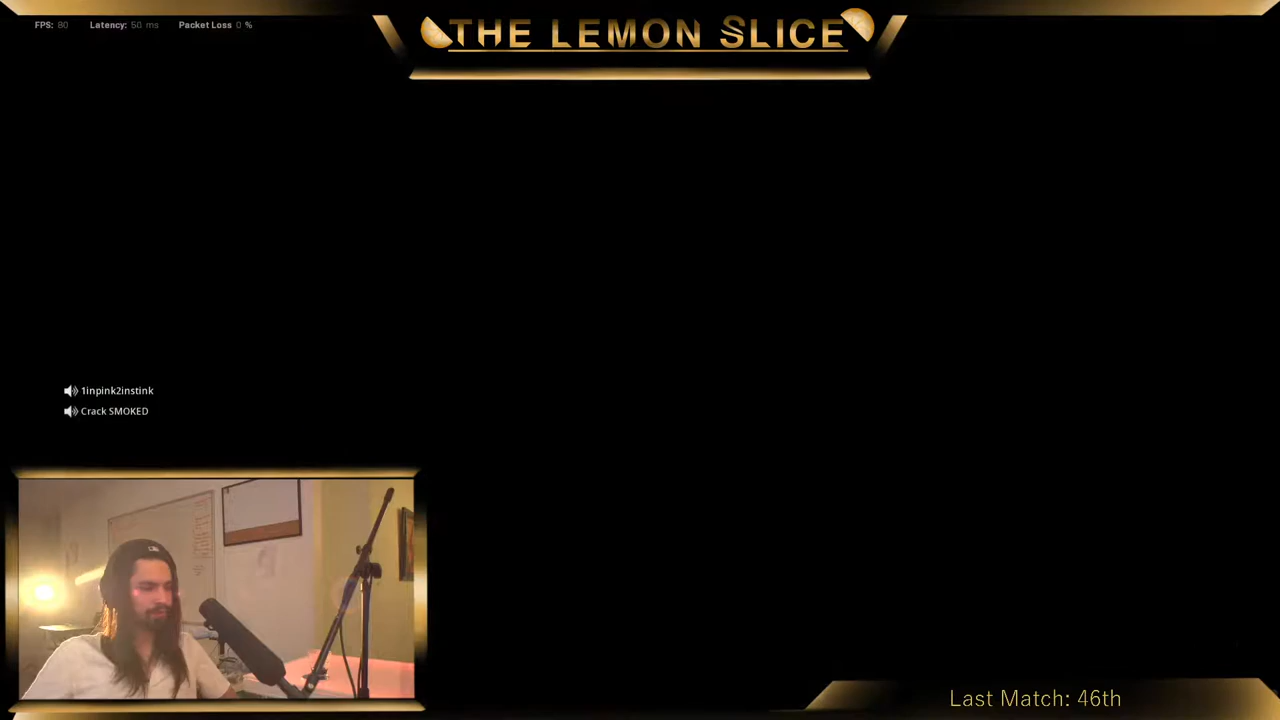 FPS: 80 Latency: 50 ms Packet Loss 0 %
THE LEMON SLICE
1inpink2instink
Crack SMOKED
Last Match: 46th